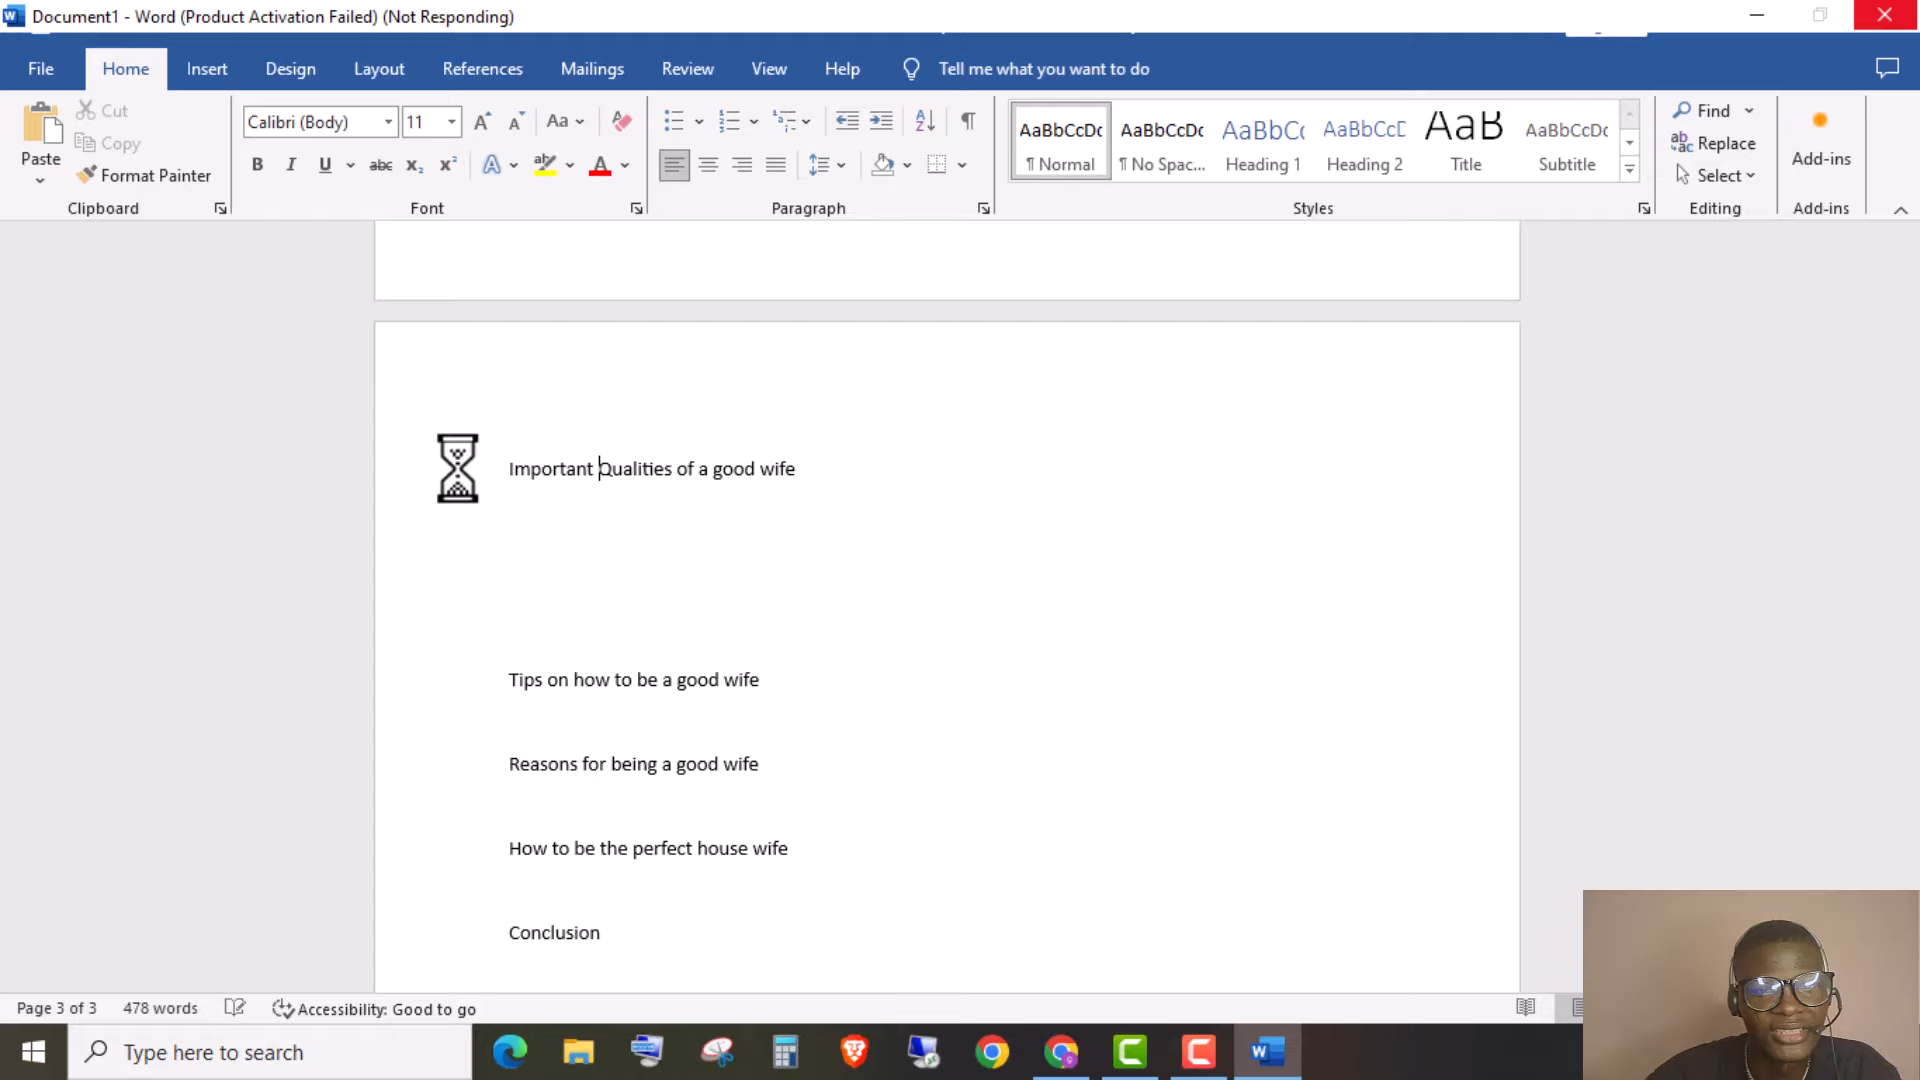 Document1 - Word (Product Activation Failed) (Not Responding)
File Home Insert Design Layout References Mailings Review View Help Tell me what you want to do
Paste
Cut
Copy
Format Painter
Clipboard
Calibri (Body) 11
Aa
B I U abc x₂ x² A A
Font
Paragraph
AaBbCcDc AaBbCcDc AaBbC AaBbCcD AaB AaBbCcDc
¶ Normal ¶ No Spac... Heading 1 Heading 2 Title Subtitle
Styles
Find
Replace
Select
Editing
Add-ins
Add-ins
Important Qualities of a good wife
Tips on how to be a good wife
Reasons for being a good wife
How to be the perfect house wife
Conclusion
Page 3 of 3 478 words Accessibility: Good to go
Type here to search